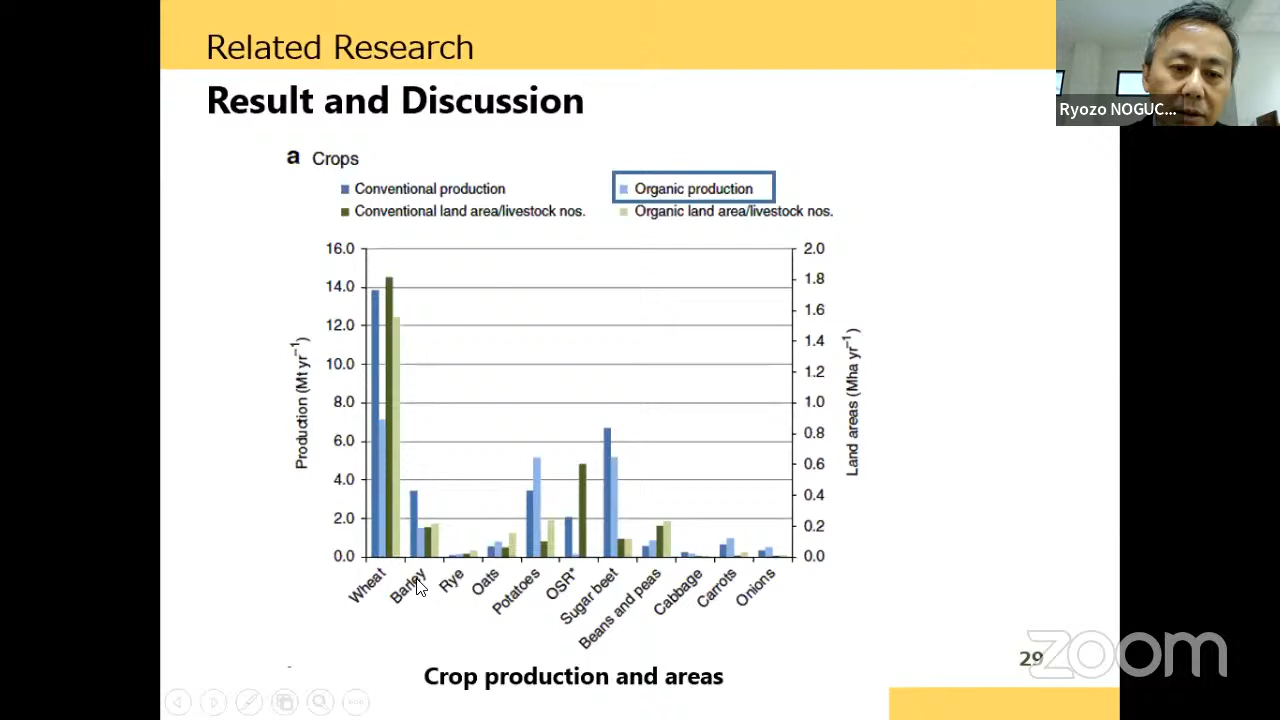 Related Research
Result and Discussion
Ryozo NOGUC...
a Crops
Conventional production
Organic production
Conventional land area/livestock nos.
Organic land area/livestock nos.
Production (Mt yr⁻¹)
16.0
14.0
12.0
10.0
8.0
6.0
4.0
2.0
0.0
2.0
1.8
1.6
1.4
1.2
1.0
0.8
0.6
0.4
0.2
0.0
Land areas (Mha yr⁻¹)
Wheat
Barley
Rye
Oats
Potatoes
OSR*
Sugar beet
Beans and peas
Cabbage
Carrots
Onions
Crop production and areas
29
zoom